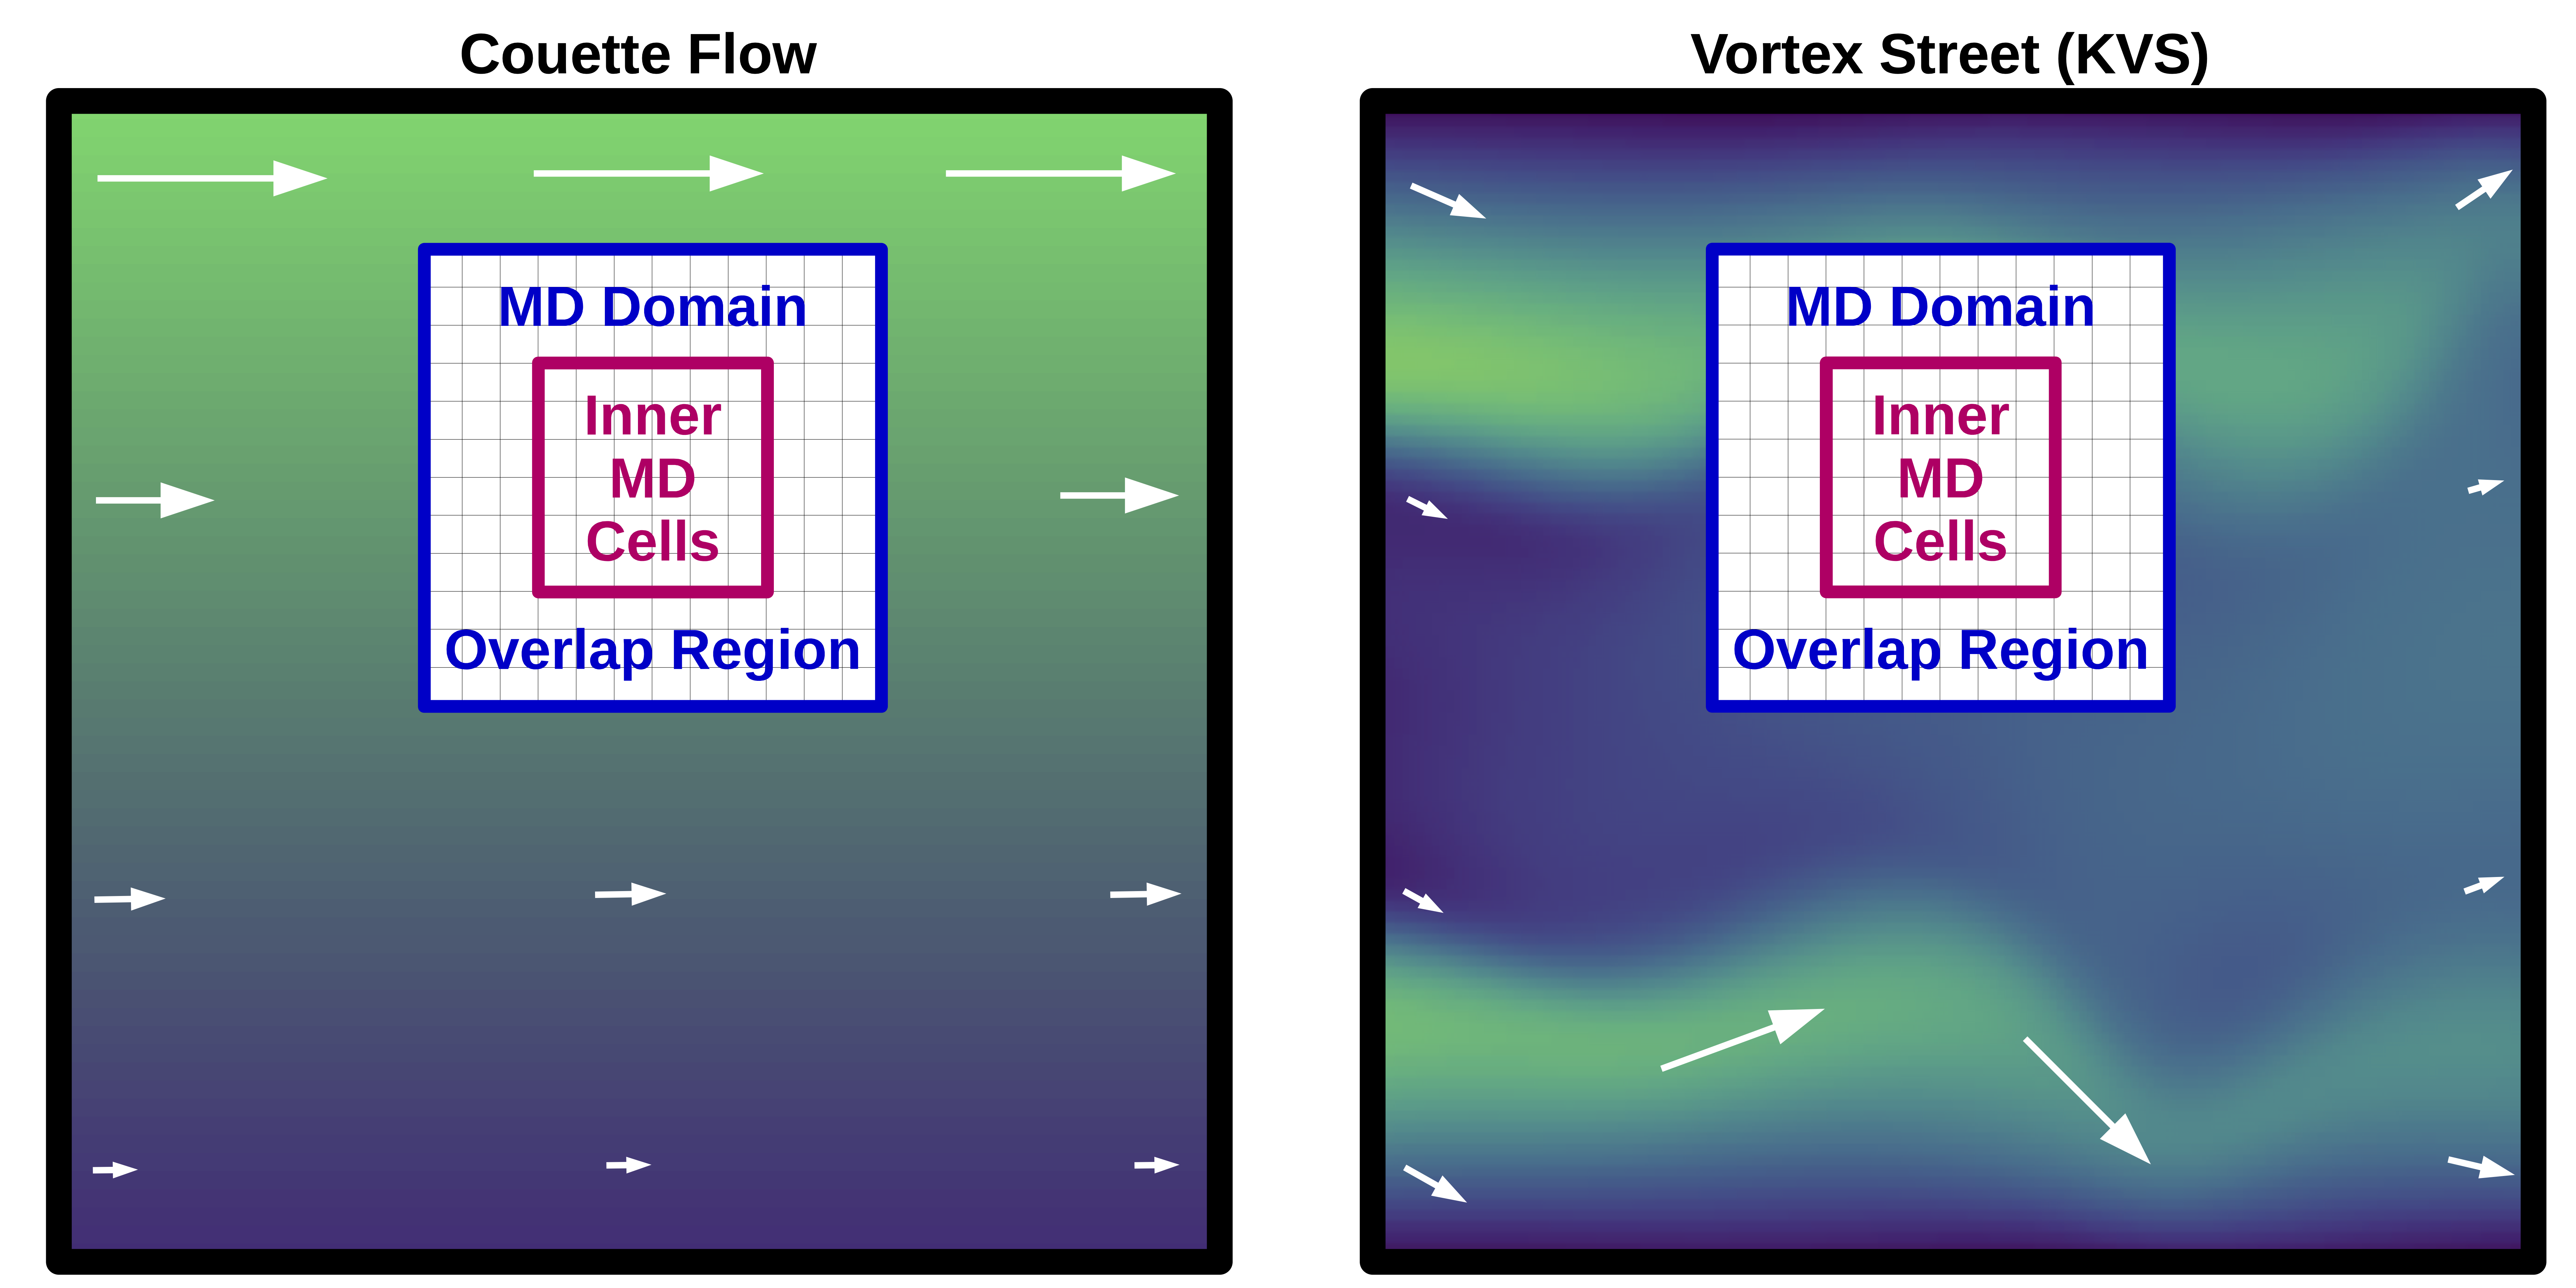 Couette Flow
MD Domain
Inner
MD
Cells
Overlap Region
Vortex Street (KVS)
MD Domain
Inner
MD
Cells
Overlap Region